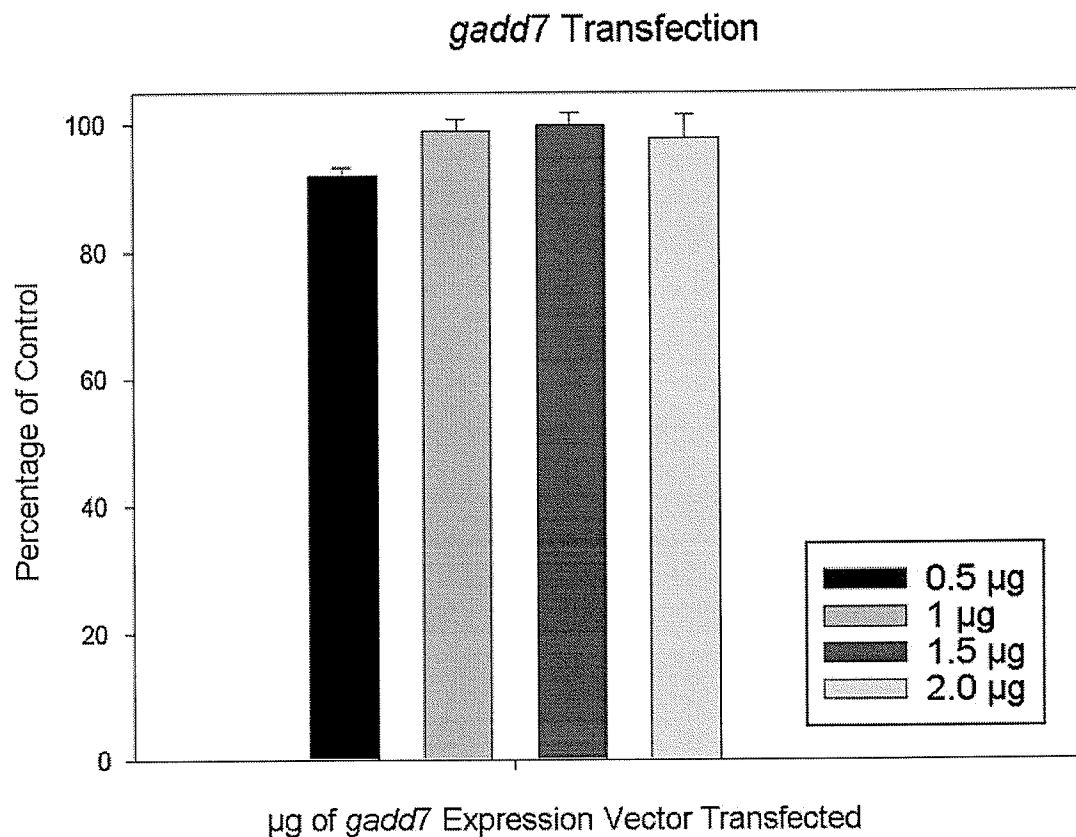 gadd7 Transfection
Percentage of Control
100
80
60
40
20
0
0.5 µg
1 µg
1.5 µg
2.0 µg
µg of gadd7 Expression Vector Transfected